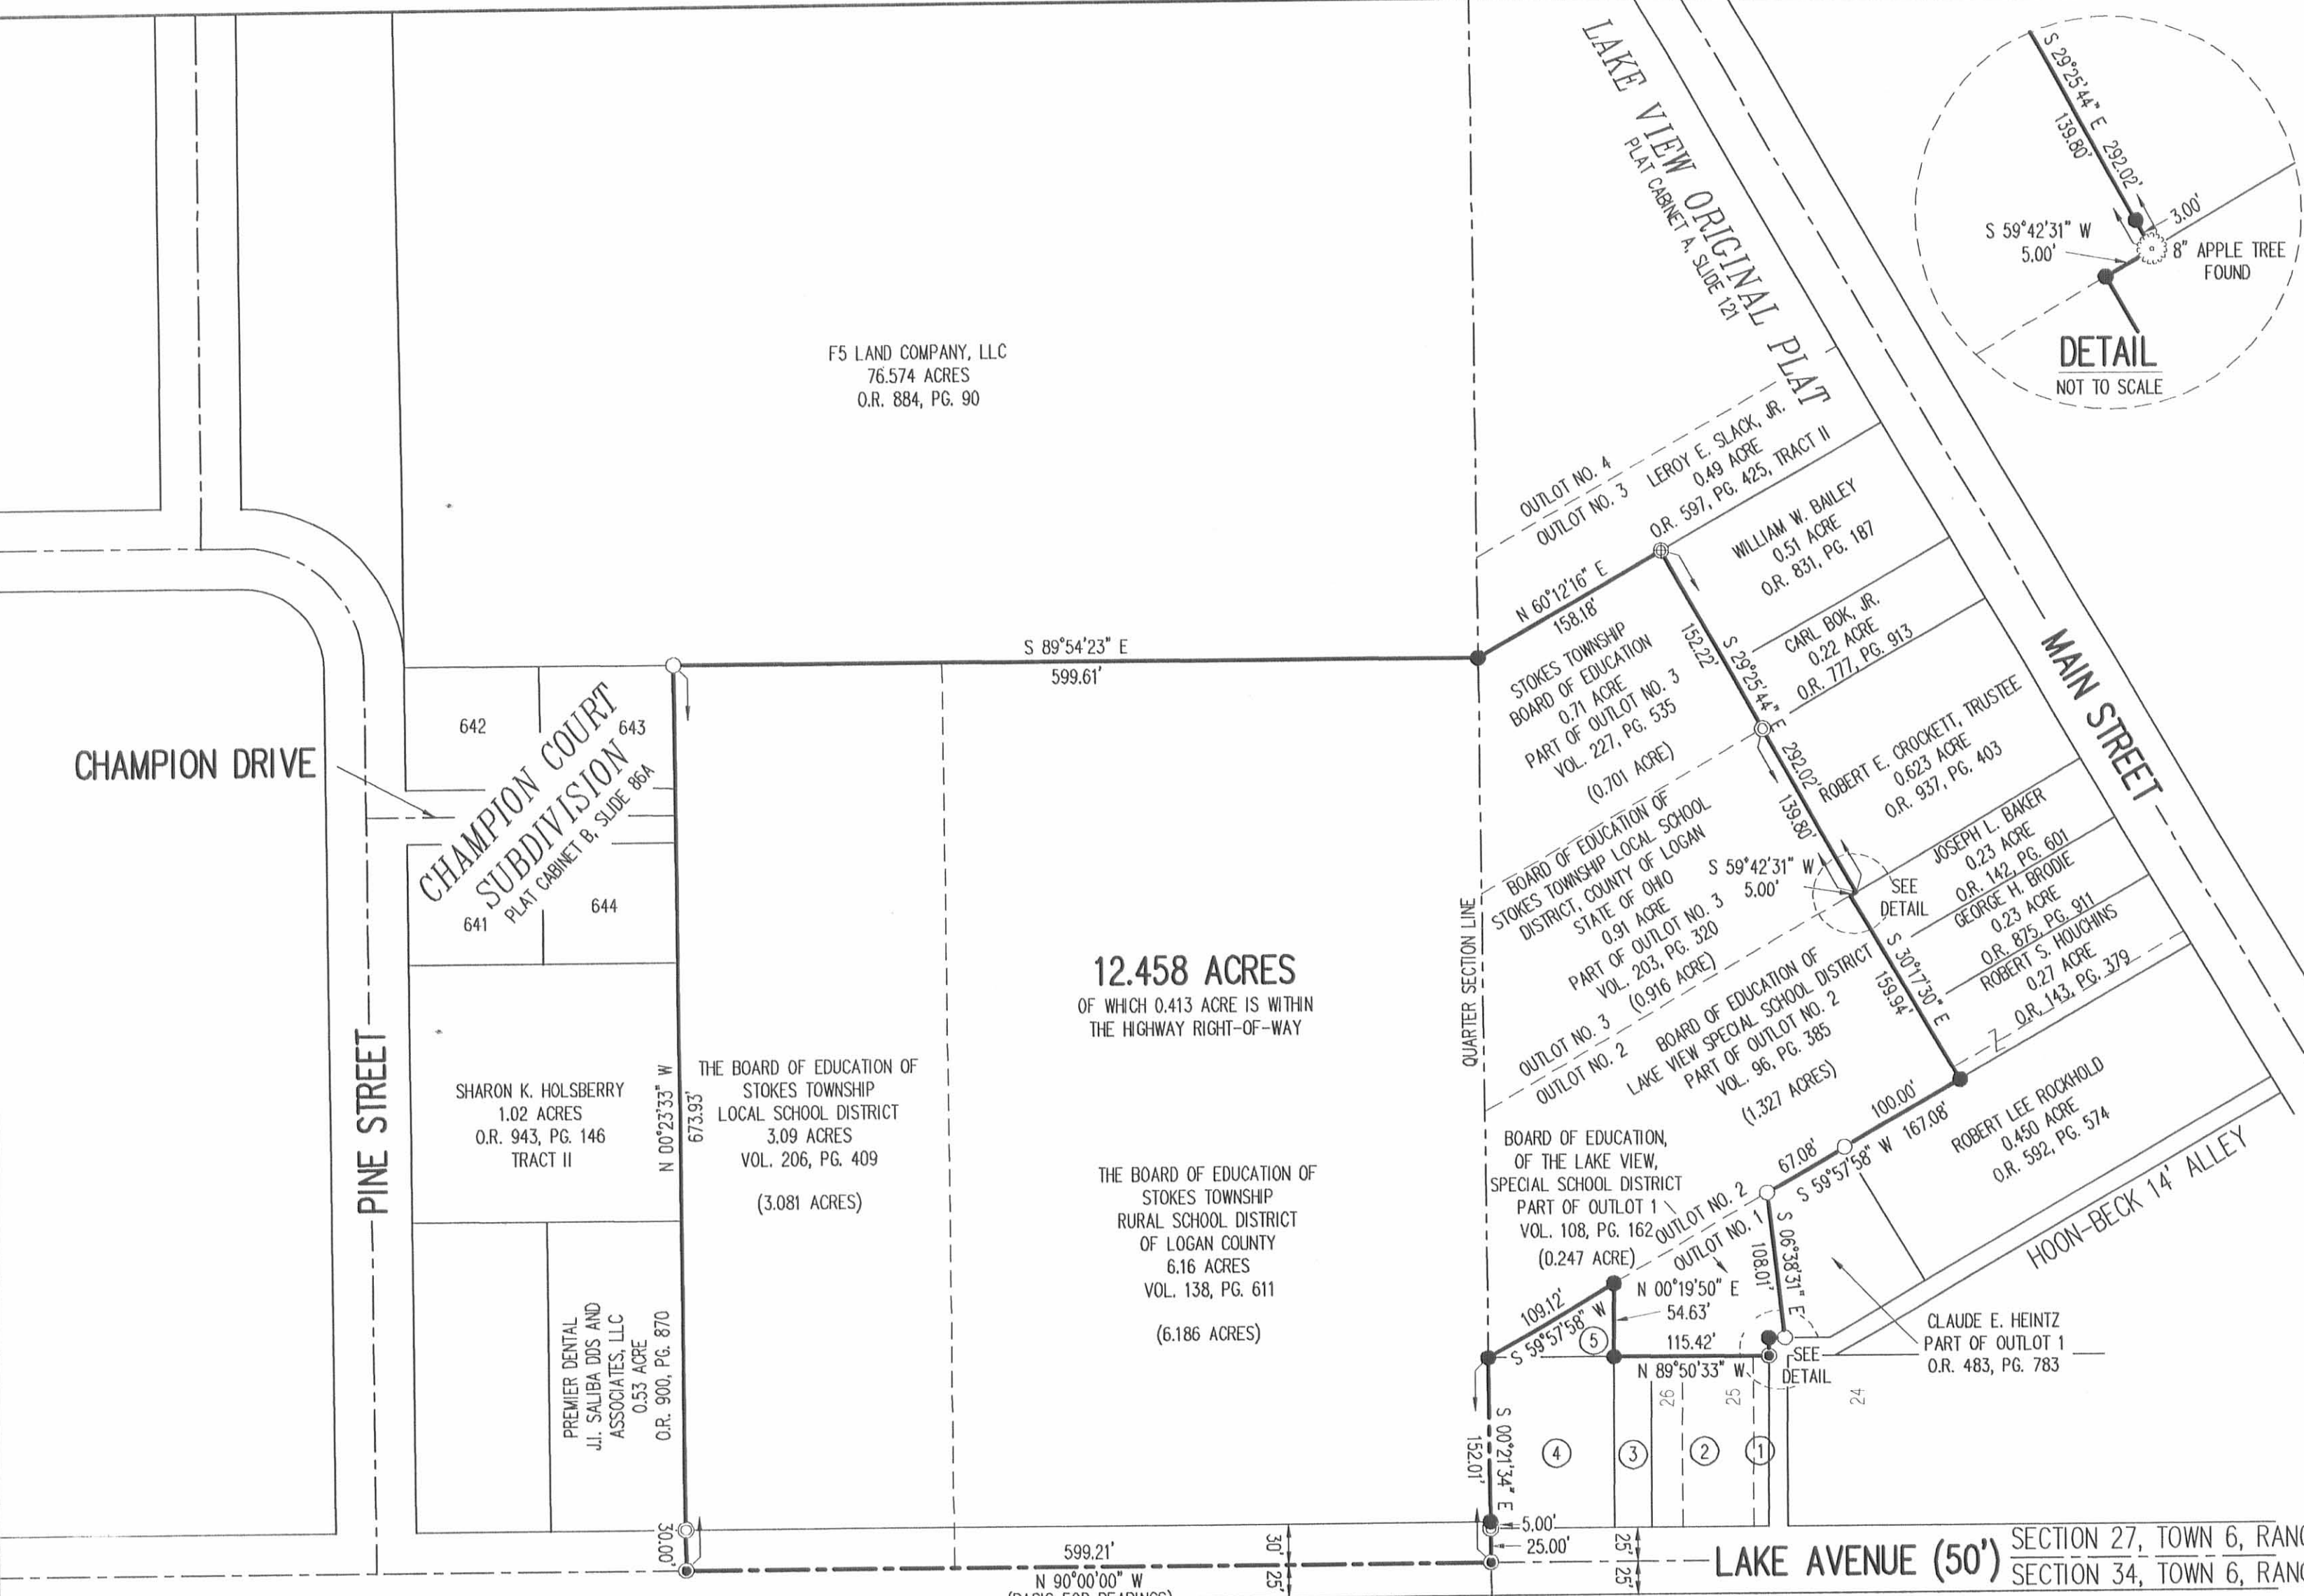 LAKE VIEW ORIGINAL PLAT
PLAT CABINET A, SLIDE 121
S 29°25'44" E 292.02'
139.80'
3.00'
S 59°42'31" W
5.00'
8" APPLE TREE
FOUND
DETAIL
NOT TO SCALE
F5 LAND COMPANY, LLC
76.574 ACRES
O.R. 884, PG. 90
OUTLOT NO. 4
OUTLOT NO. 3
LEROY E. SLACK, JR.
0.49 ACRE
O.R. 597, PG. 425, TRACT II
WILLIAM W. BAILEY
0.51 ACRE
O.R. 831, PG. 187
CARL BOK, JR.
0.22 ACRE
O.R. 777, PG. 913
ROBERT E. CROCKETT, TRUSTEE
0.623 ACRE
O.R. 937, PG. 403
JOSEPH L. BAKER
0.23 ACRE
O.R. 142, PG. 601
GEORGE H. BRODIE
0.23 ACRE
O.R. 875, PG. 911
ROBERT S. HOUCHINS
0.27 ACRE
O.R. 143, PG. 379
MAIN STREET
N 60°12'16" E
158.18'
S 89°54'23" E
599.61'
152.22'
S 29°25'44" E
292.02'
139.80'
STOKES TOWNSHIP
BOARD OF EDUCATION
0.71 ACRE
PART OF OUTLOT NO. 3
VOL. 227, PG. 535
(0.701 ACRE)
BOARD OF EDUCATION OF
STOKES TOWNSHIP LOCAL SCHOOL
DISTRICT, COUNTY OF LOGAN
STATE OF OHIO
0.91 ACRE
PART OF OUTLOT NO. 3
VOL. 203, PG. 320
(0.916 ACRE)
S 59°42'31" W
5.00'
SEE
DETAIL
OUTLOT NO. 3
OUTLOT NO. 2
BOARD OF EDUCATION OF
LAKE VIEW SPECIAL SCHOOL DISTRICT
PART OF OUTLOT NO. 2
VOL. 96, PG. 385
(1.327 ACRES)
S 30°17'30" E
159.94'
642
643
CHAMPION DRIVE
CHAMPION COURT
SUBDIVISION
PLAT CABINET B, SLIDE 86A
641
644
QUARTER SECTION LINE
12.458 ACRES
OF WHICH 0.413 ACRE IS WITHIN
THE HIGHWAY RIGHT-OF-WAY
PINE STREET
SHARON K. HOLSBERRY
1.02 ACRES
O.R. 943, PG. 146
TRACT II
N 00°23'33" W
673.93'
THE BOARD OF EDUCATION OF
STOKES TOWNSHIP
LOCAL SCHOOL DISTRICT
3.09 ACRES
VOL. 206, PG. 409
(3.081 ACRES)
THE BOARD OF EDUCATION OF
STOKES TOWNSHIP
RURAL SCHOOL DISTRICT
OF LOGAN COUNTY
6.16 ACRES
VOL. 138, PG. 611
(6.186 ACRES)
BOARD OF EDUCATION,
OF THE LAKE VIEW,
SPECIAL SCHOOL DISTRICT
PART OF OUTLOT 1
VOL. 108, PG. 162
(0.247 ACRE)
OUTLOT NO. 2
OUTLOT NO. 1
100.00'
67.08'
S 59°57'58" W 167.08'
ROBERT LEE ROCKHOLD
0.450 ACRE
O.R. 592, PG. 574
HOON-BECK 14' ALLEY
S 06°38'31" E
108.01'
CLAUDE E. HEINTZ
PART OF OUTLOT 1
O.R. 483, PG. 783
109.12'
S 59°57'58" W
N 00°19'50" E
54.63'
115.42'
N 89°50'33" W
SEE
DETAIL
5
26
25
24
4
3
2
1
PREMIER DENTAL
J.I. SALIBA DDS AND
ASSOCIATES, LLC
0.53 ACRE
O.R. 900, PG. 870
S 00°21'34" E
152.01'
5.00'
25.00'
30.00'
599.21'
N 90°00'00" W
30'
25'
25'
25'
LAKE AVENUE (50')
SECTION 27, TOWN 6,
SECTION 34, TOWN 6,